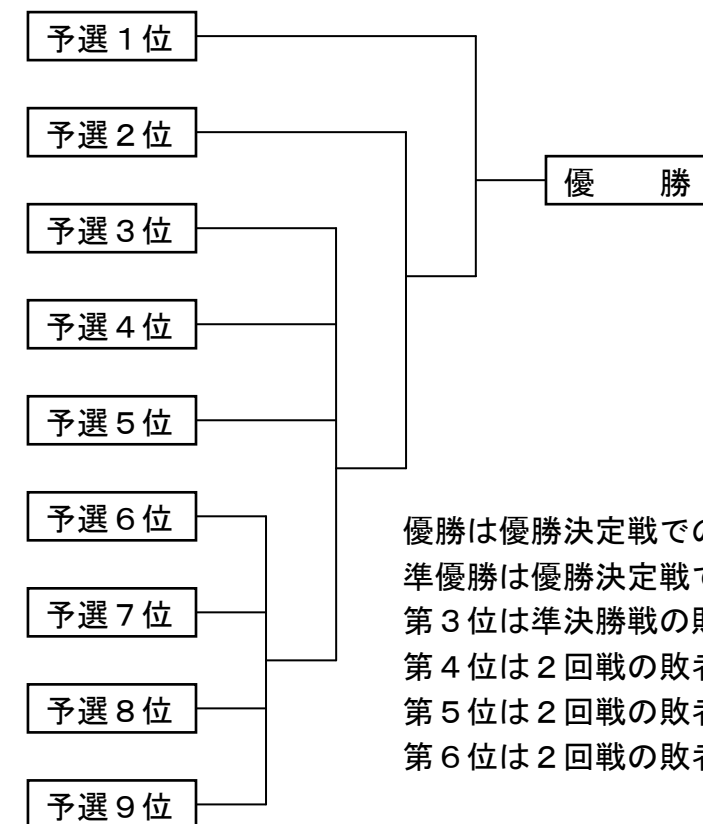 予選１位
予選２位
優　　勝
予選３位
予選４位
予選５位
予選６位
優勝は優勝決定戦での
準優勝は優勝決定戦で
予選７位
第３位は準決勝戦の敗
第４位は２回戦の敗者
予選８位
第５位は２回戦の敗者
第６位は２回戦の敗者
予選９位